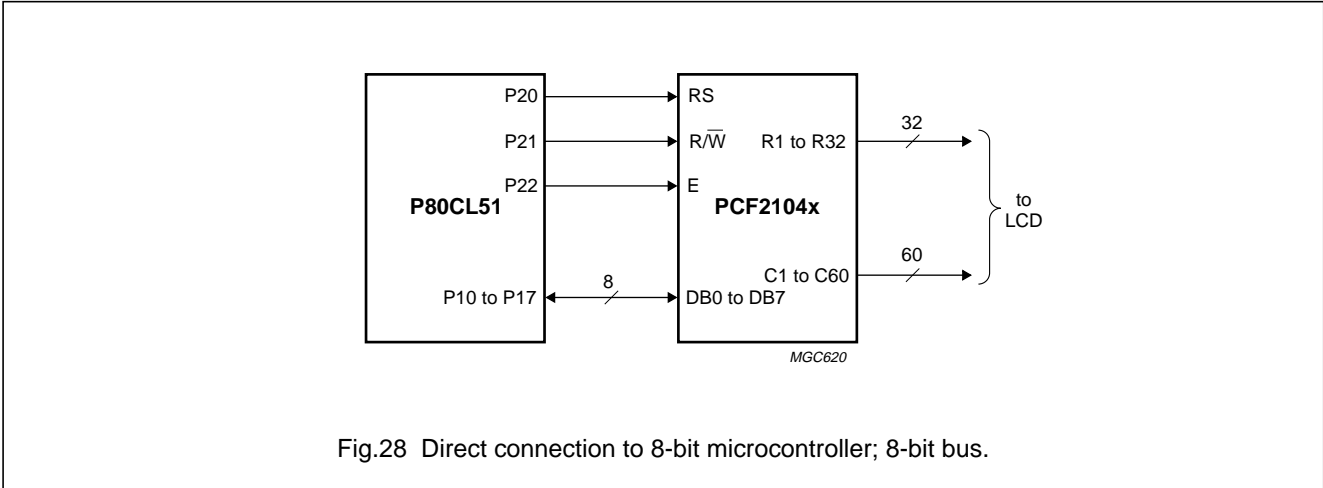 P20 RS
P21 R/W̅ R1 to R32 32
P22 E
P80CL51 PCF2104x to
LCD
C1 to C60 60
P10 to P17 8 DB0 to DB7
MGC620
Fig.28 Direct connection to 8-bit microcontroller; 8-bit bus.